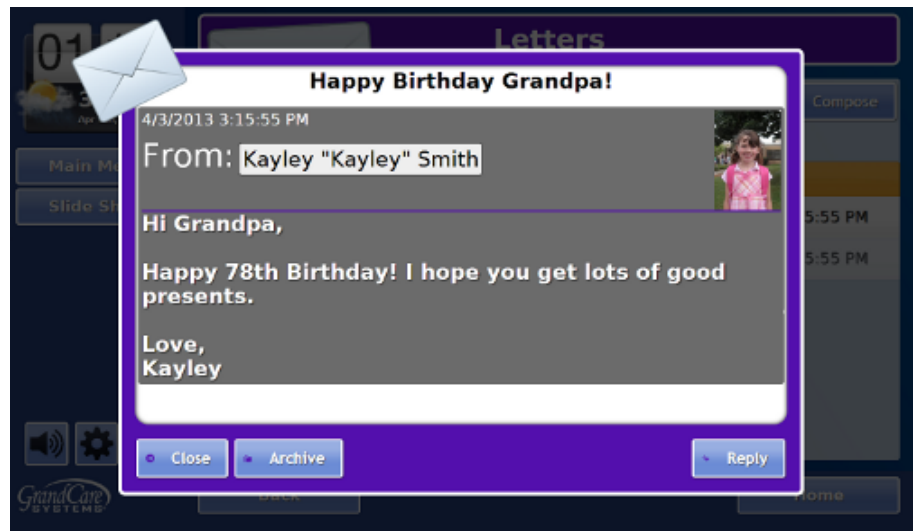 Letters
01
Compose
Happy Birthday Grandpa!
4/3/2013 3:15:55 PM
From: Kayley "Kayley" Smith
Main Me
Slide Sh
Hi Grandpa,
5:55 PM
Happy 78th Birthday! I hope you get lots of good
presents.
5:55 PM
Love,
Kayley
Close
Archive
Reply
GrandCare
SYSTEMS
Back
Home